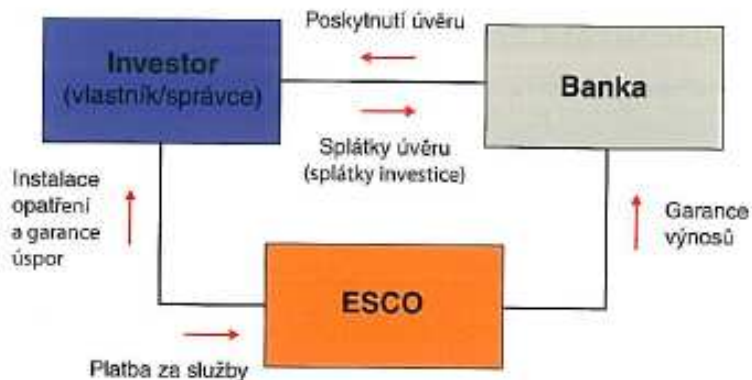 Poskytnutí úvěru
Investor
(vlastník/správce)
Banka
Splátky úvěru
(splátky investice)
Instalace
opatření
a garance
úspor
Garance
výnosů
ESCO
Platba za služby